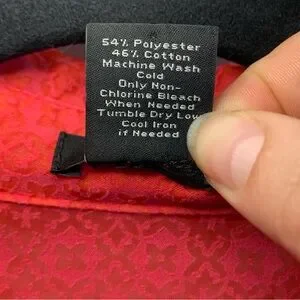 54% Polyester
46% Cotton
Machine Wash
Cold
Only Non-
Chlorine Bleach
When Needed
Tumble Dry Low
Cool Iron
if Needed